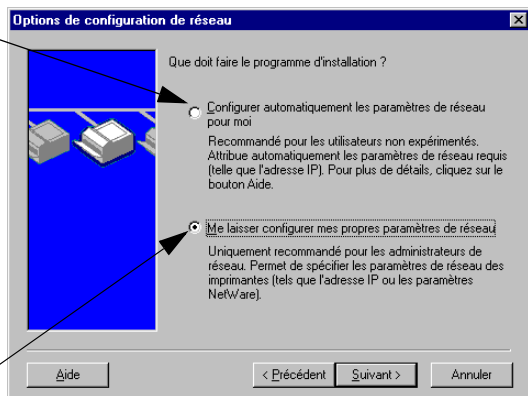 Options de configuration de réseau
Que doit faire le programme d'installation ?
Configurer automatiquement les paramètres de réseau
pour moi
Recommandé pour les utilisateurs non expérimentés.
Attribue automatiquement les paramètres de réseau requis
(telle que l'adresse IP). Pour plus de détails, cliquez sur le
bouton Aide.
Me laisser configurer mes propres paramètres de réseau
Uniquement recommandé pour les administrateurs de
réseau. Permet de spécifier les paramètres de réseau des
imprimantes (tels que l'adresse IP ou les paramètres
NetWare).
Aide
< Précédent
Suivant >
Annuler